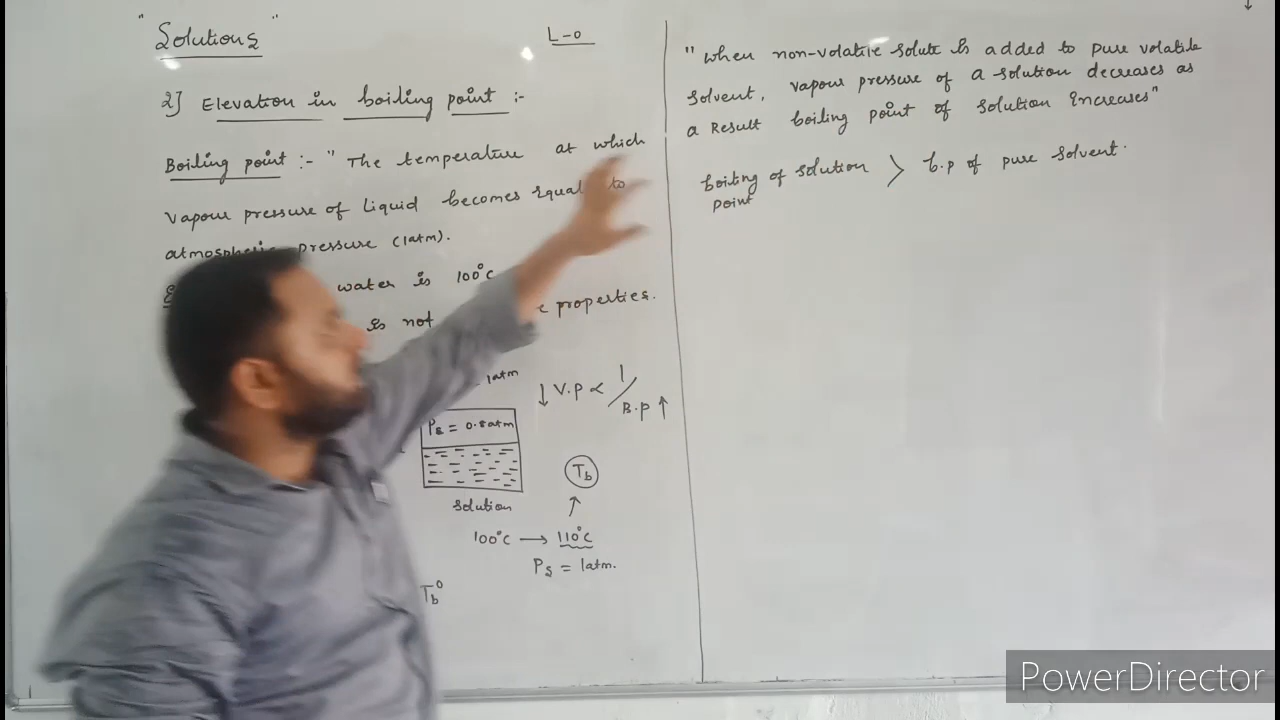 "Solutions"
L-0
2] Elevation in boiling point :-
Boiling point :- " The temperature at which
vapour pressure of liquid becomes equal to
atmospheric pressure (1atm).
water is 100°C
is not properties.
1atm
↓ V.P ∝ 1/B.P ↑
Ps = 0.8atm
Tb
solution
100°C → 110°C
Ps = 1atm.
Tb°
"When non-volatile solute is added to pure volatile
solvent, vapour pressure of a solution decreases as
a Result boiling point of solution increases"
boiling of solution > b.p of pure solvent.
point
PowerDirector